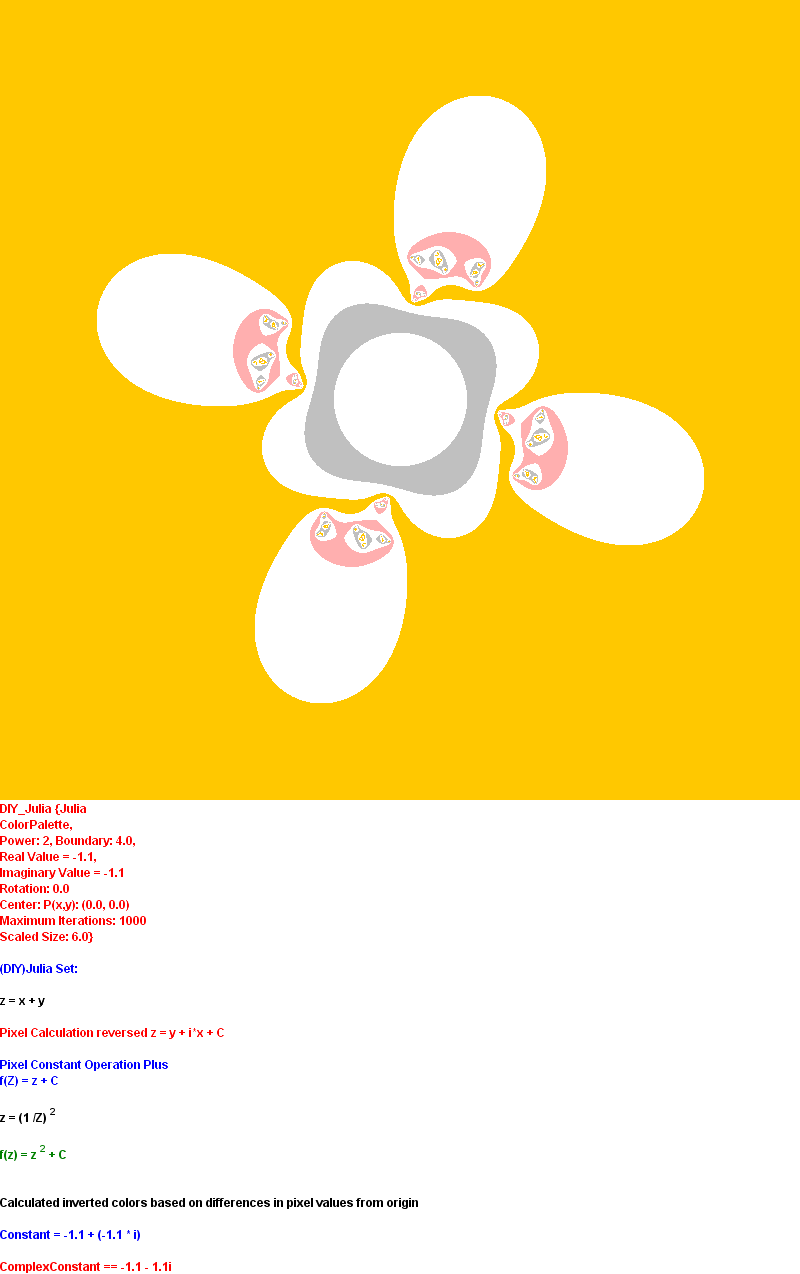 DIY_Julia {Julia
ColorPalette,
Power: 2, Boundary: 4.0,
Real Value = -1.1,
Imaginary Value = -1.1
Rotation: 0.0
Center: P(x,y): (0.0, 0.0)
Maximum Iterations: 1000
Scaled Size: 6.0}
(DIY)Julia Set:
z = x + y
Pixel Calculation reversed z = y + i*x + C
Pixel Constant Operation Plus
f(Z) = z + C
z = (1 /Z) 2
f(z) = z 2 + C
Calculated inverted colors based on differences in pixel values from origin
Constant = -1.1 + (-1.1 * i)
ComplexConstant == -1.1 - 1.1i